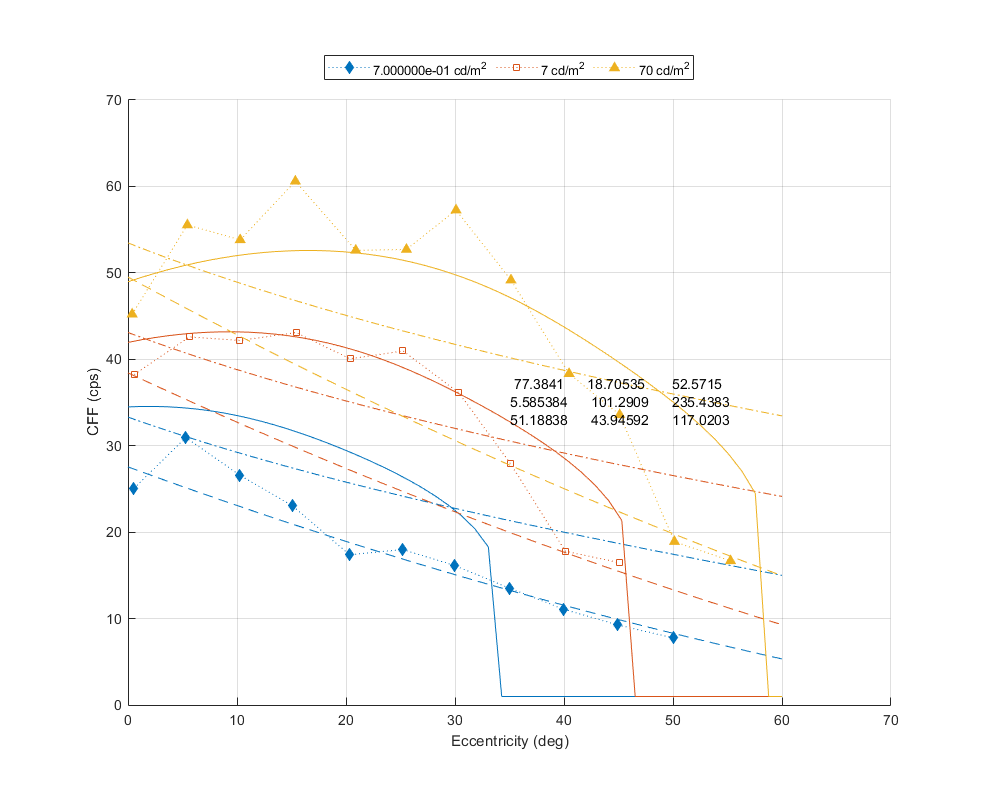 7.000000e-01 cd/m² 7 cd/m² 70 cd/m²
70
60
50
40
77.3841 18.70535 52.5715
5.585384 101.2909 235.4383
51.18838 43.94592 117.0203
CFF (cps)
30
20
10
0
0 10 20 30 40 50 60 70
Eccentricity (deg)